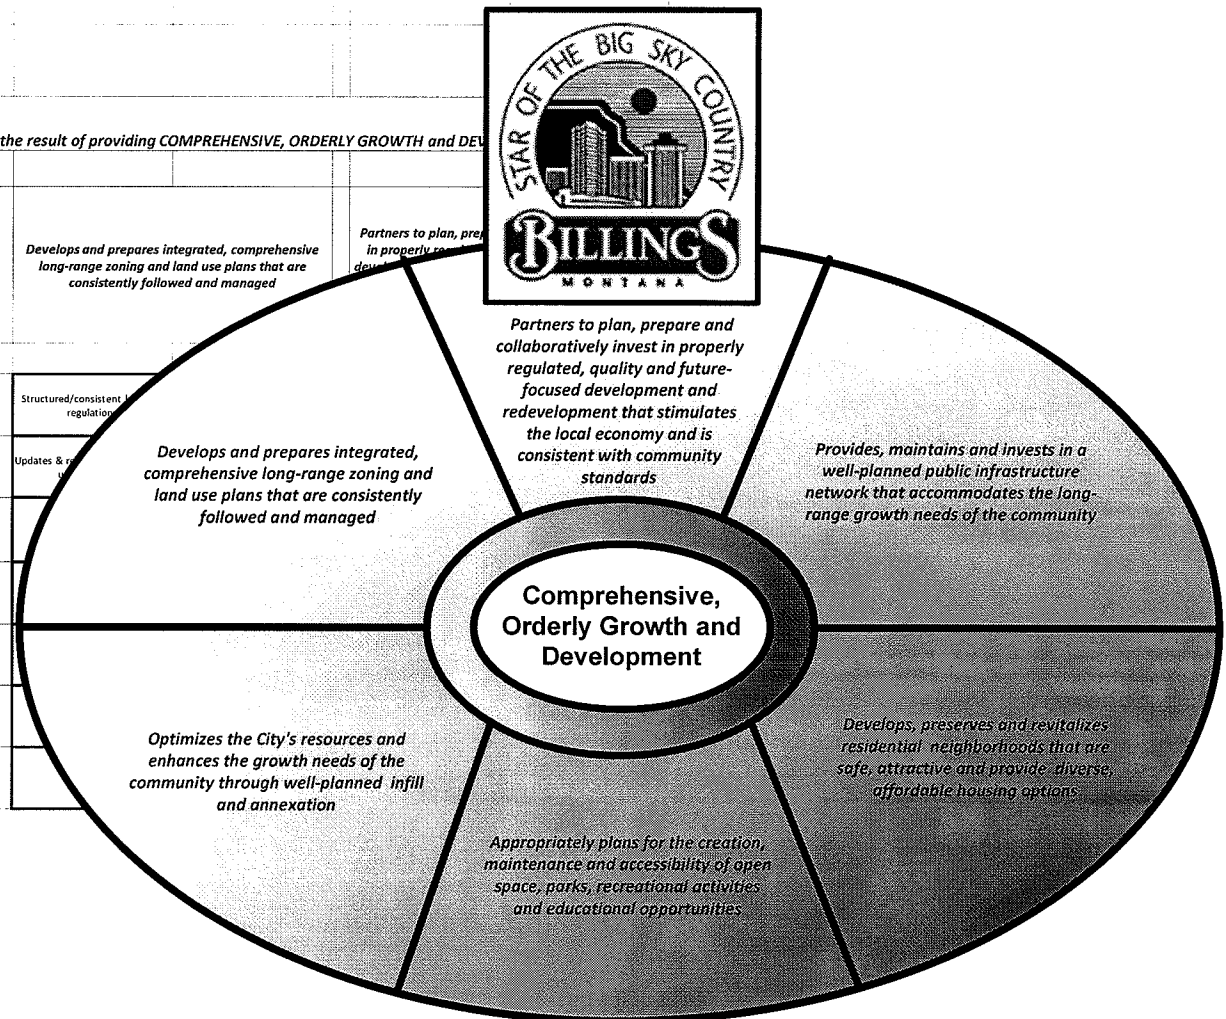 STAR OF THE BIG SKY COUNTRY
BILLINGS
MONTANA
the result of providing COMPREHENSIVE, ORDERLY GROWTH and
Develops and prepares integrated, comprehensive
long-range zoning and land use plans that are
consistently followed and managed
Partners to plan,
in properly
Structured/consistent
Updates &
Partners to plan, prepare and
collaboratively invest in properly
regulated, quality and future-
focused development and
redevelopment that stimulates
the local economy and is
consistent with community
standards
Develops and prepares integrated,
comprehensive long-range zoning and
land use plans that are consistently
followed and managed
Provides, maintains and invests in a
well-planned public infrastructure
network that accommodates the long-
range growth needs of the community
Comprehensive,
Orderly Growth and
Development
Optimizes the City's resources and
enhances the growth needs of the
community through well-planned infill
and annexation
Develops, preserves and revitalizes
residential neighborhoods that are
safe, attractive and provide diverse,
affordable housing options
Appropriately plans for the creation,
maintenance and accessibility of open
space, parks, recreational activities
and educational opportunities